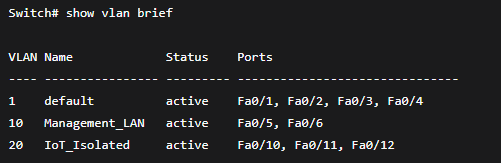 Switch# show vlan brief
VLAN Name             Status    Ports
---- --------------- --------- -------------------------------
1    default          active    Fa0/1, Fa0/2, Fa0/3, Fa0/4
10   Management_LAN   active    Fa0/5, Fa0/6
20   IoT_Isolated     active    Fa0/10, Fa0/11, Fa0/12